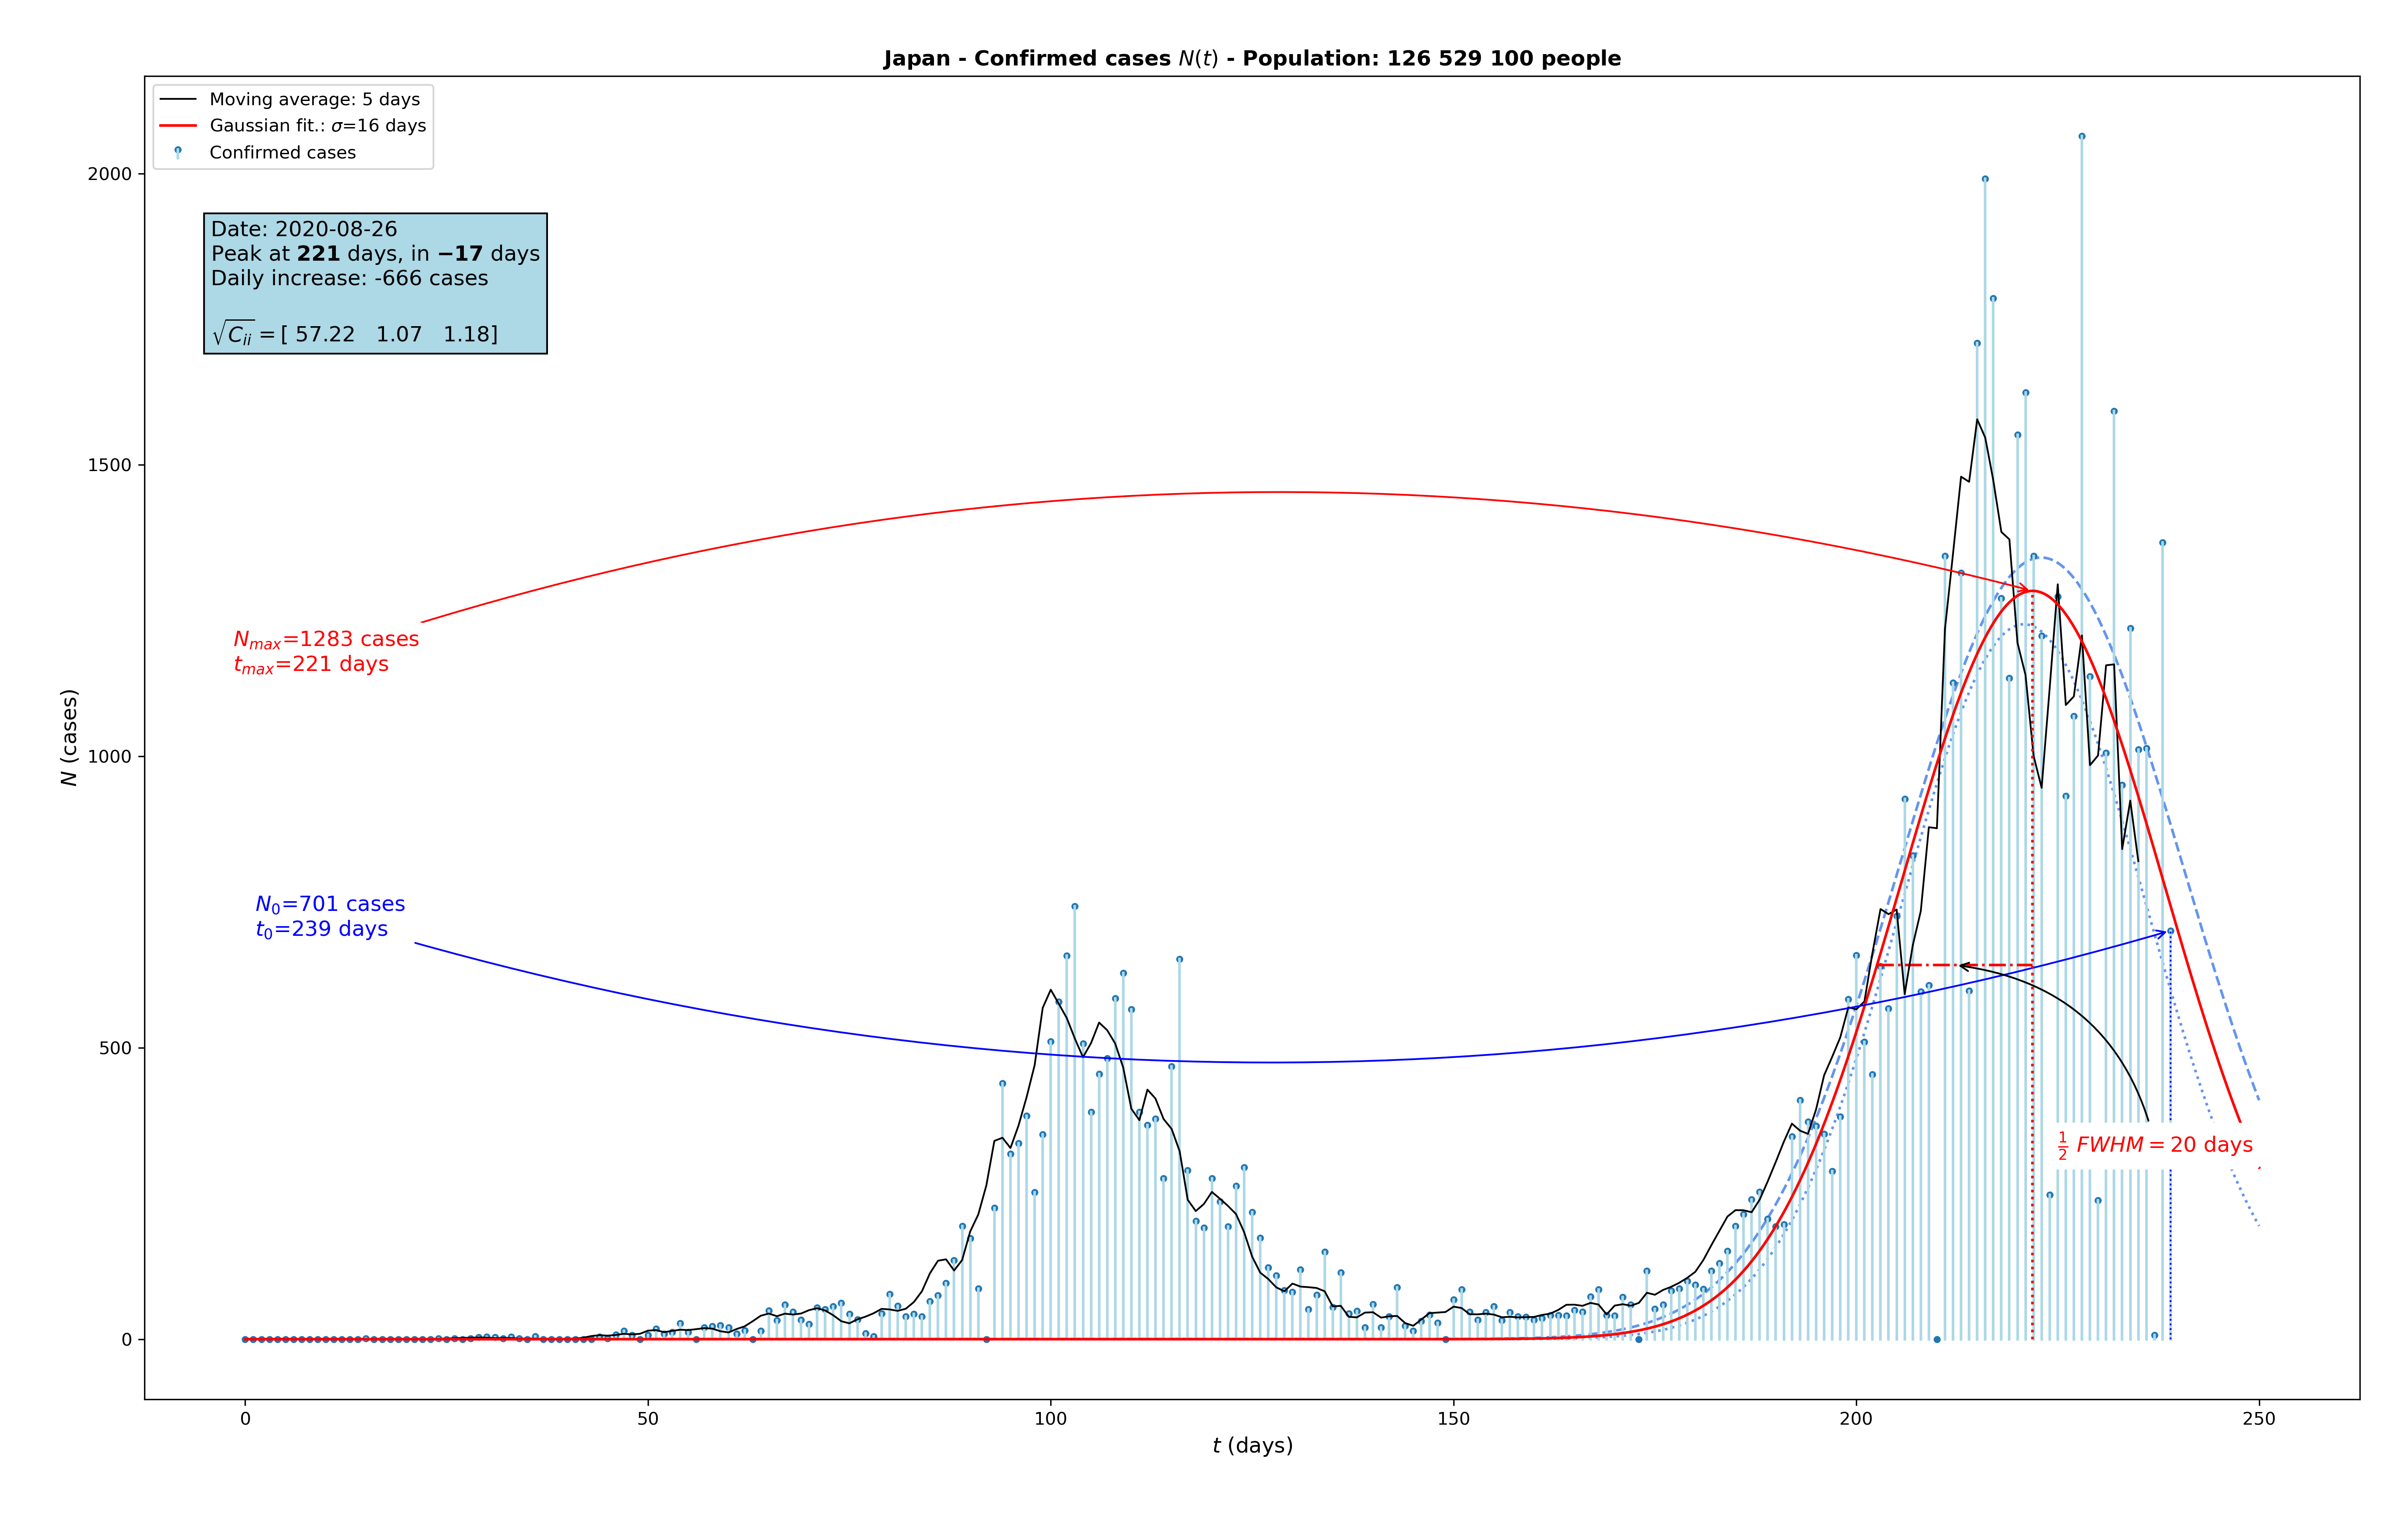 Japan - Confirmed cases N(t) - Population: 126 529 100 people
Moving average: 5 days
Gaussian fit.: σ=16 days
Confirmed cases
Date: 2020-08-26
Peak at 221 days, in −17 days
Daily increase: -666 cases
√C_ii = [ 57.22 1.07 1.18]
N_max=1283 cases
t_max=221 days
N_0=701 cases
t_0=239 days
½ FWHM = 20 days
N (cases)
2000
1500
1000
500
0
0 50 100 150 200 250
t (days)